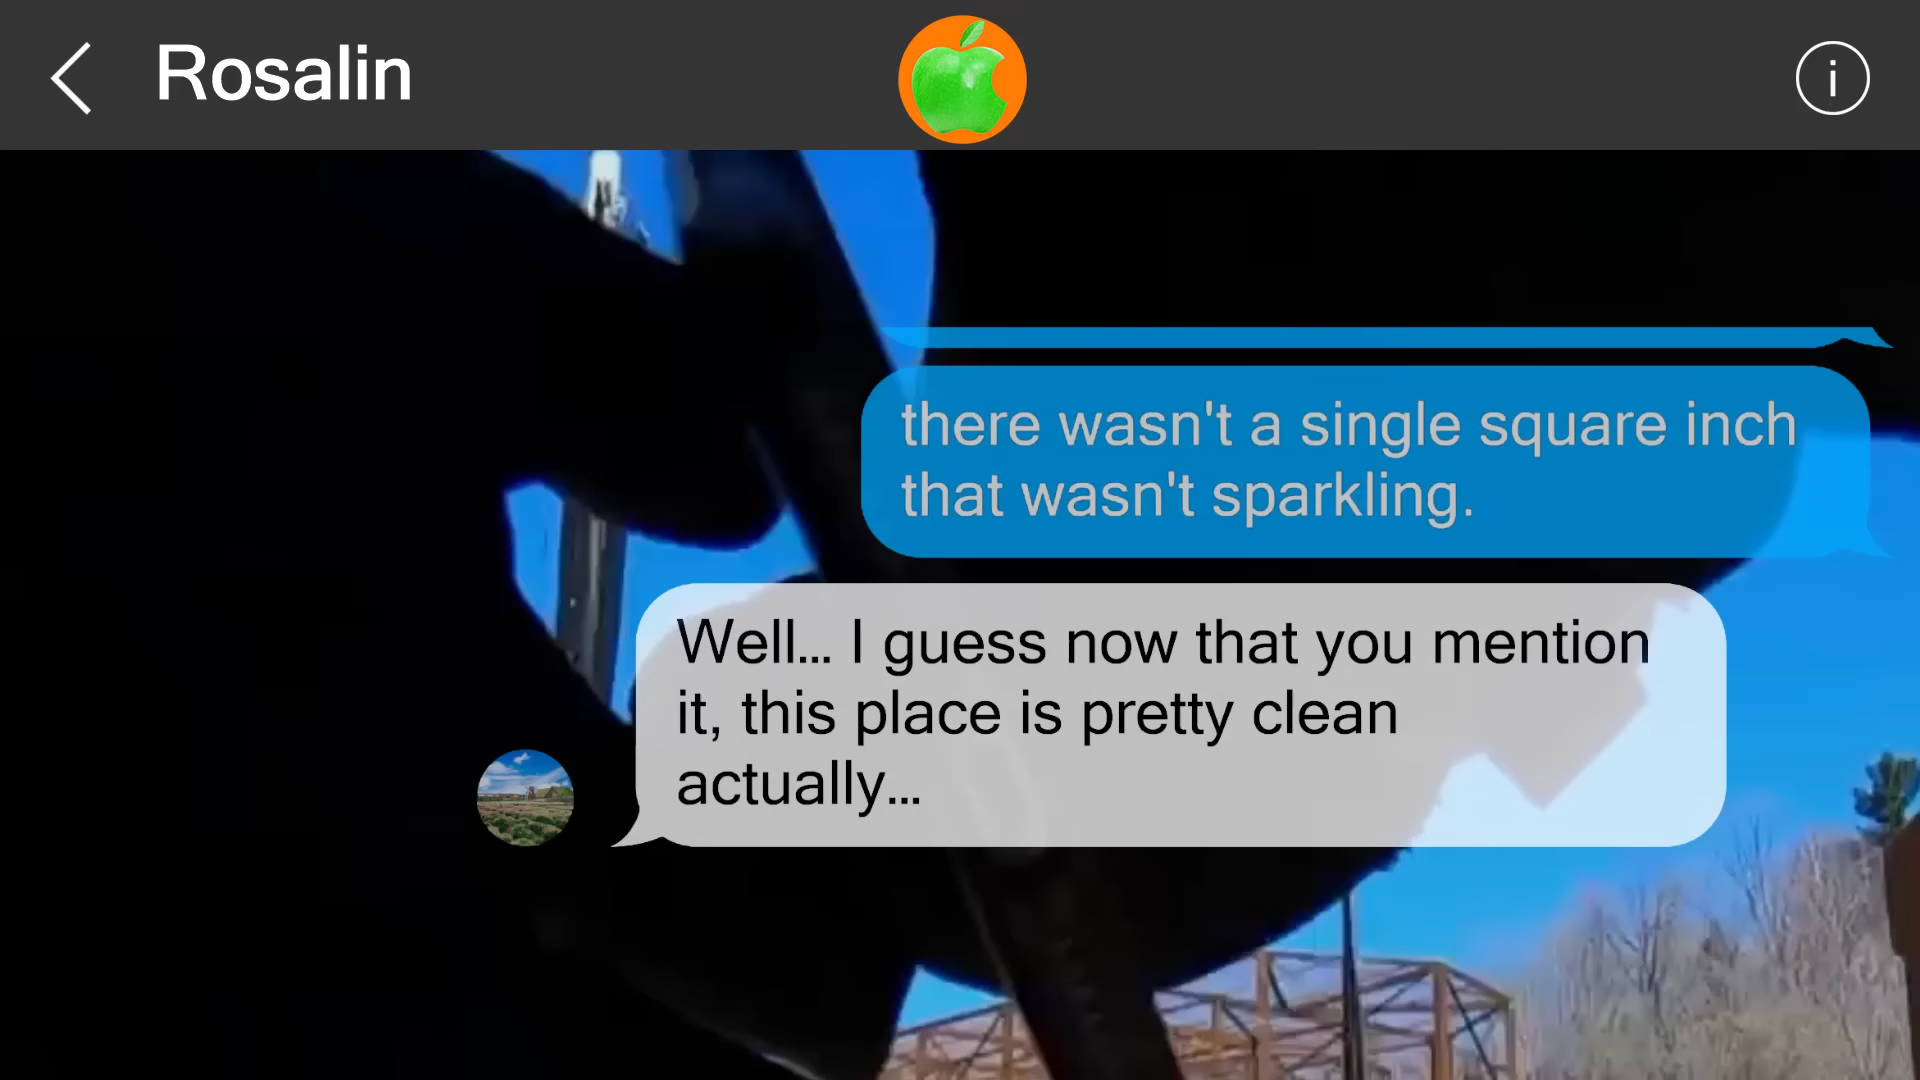 Rosalin
i
there wasn't a single square inch
that wasn't sparkling.
Well... I guess now that you mention
it, this place is pretty clean
actually...